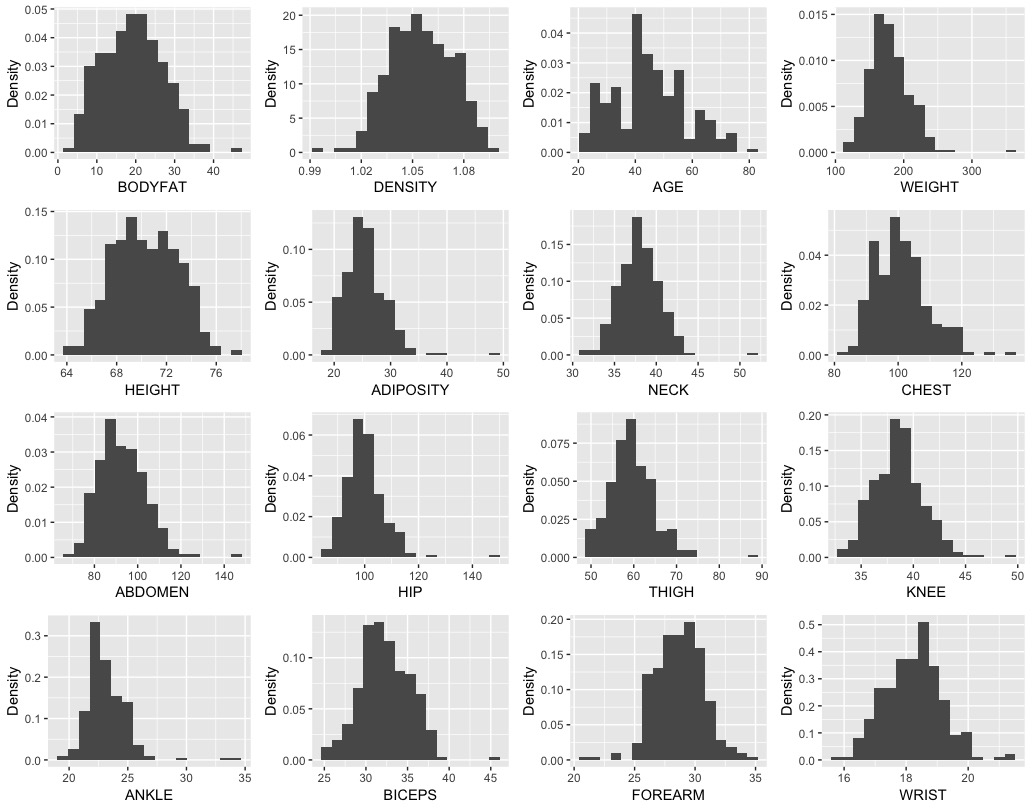 0.05
0.04
0.03
0.02
0.01
0.00
Density
0 10 20 30 40
BODYFAT
20
15
10
5
0
Density
0.99 1.02 1.05 1.08
DENSITY
0.04
0.03
0.02
0.01
0.00
Density
20 40 60 80
AGE
0.015
0.010
0.005
0.000
Density
100 200 300
WEIGHT
0.15
0.10
0.05
0.00
Density
64 68 72 76
HEIGHT
0.10
0.05
0.00
Density
20 30 40 50
ADIPOSITY
0.15
0.10
0.05
0.00
Density
30 35 40 45 50
NECK
0.04
0.02
0.00
Density
80 100 120
CHEST
0.04
0.03
0.02
0.01
0.00
Density
80 100 120 140
ABDOMEN
0.06
0.04
0.02
0.00
Density
100 120 140
HIP
0.075
0.050
0.025
0.000
Density
50 60 70 80 90
THIGH
0.20
0.15
0.10
0.05
0.00
Density
35 40 45 50
KNEE
0.3
0.2
0.1
0.0
Density
20 25 30 35
ANKLE
0.10
0.05
0.00
Density
25 30 35 40 45
BICEPS
0.20
0.15
0.10
0.05
0.00
Density
20 25 30 35
FOREARM
0.5
0.4
0.3
0.2
0.1
0.0
Density
16 18 20
WRIST